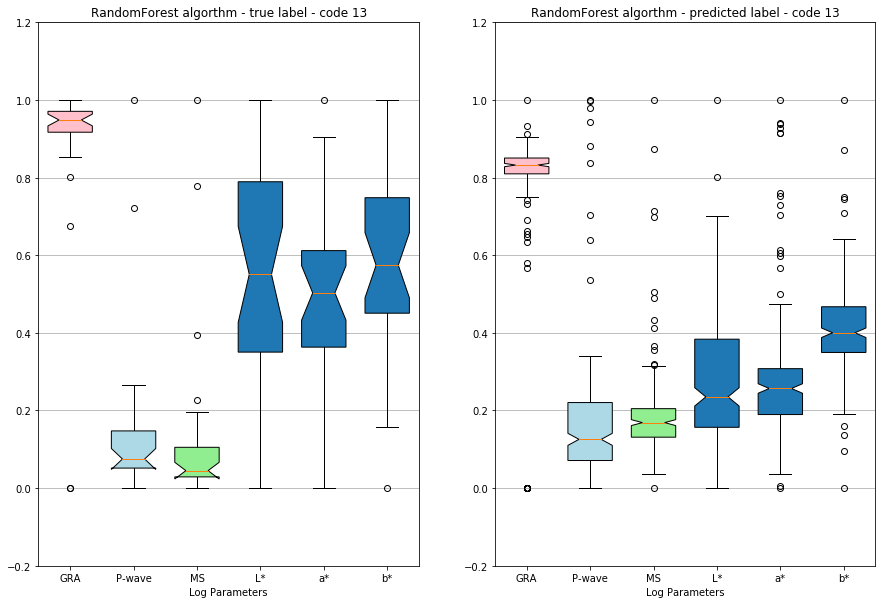 RandomForest algorthm - true label - code 13
1.2
1.0
0.8
0.6
0.4
0.2
0.0
−0.2
GRA P-wave MS L* a* b*
Log Parameters
RandomForest algorthm - predicted label - code 13
1.2
1.0
0.8
0.6
0.4
0.2
0.0
−0.2
GRA P-wave MS L* a* b*
Log Parameters